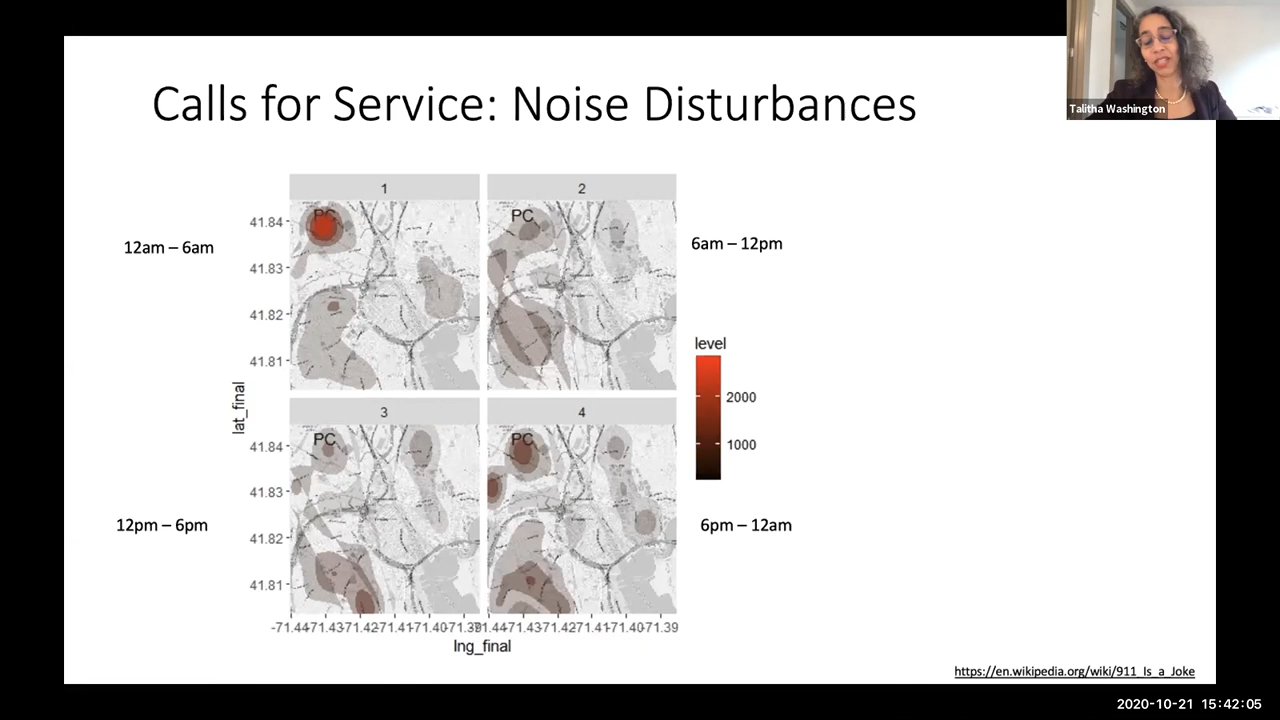 Talitha Washington
Calls for Service: Noise Disturbances
1
2
PC
PC
41.84
41.83
41.82
41.81
12am – 6am
6am – 12pm
level
2000
1000
lat_final
3
4
PC
PC
41.84
41.83
41.82
41.81
12pm – 6pm
6pm – 12am
-71.44-71.43-71.42-71.41-71.40-71.39
-71.44-71.43-71.42-71.41-71.40-71.39
lng_final
https://en.wikipedia.org/wiki/911_Is_a_Joke
2020-10-21 15:42:05